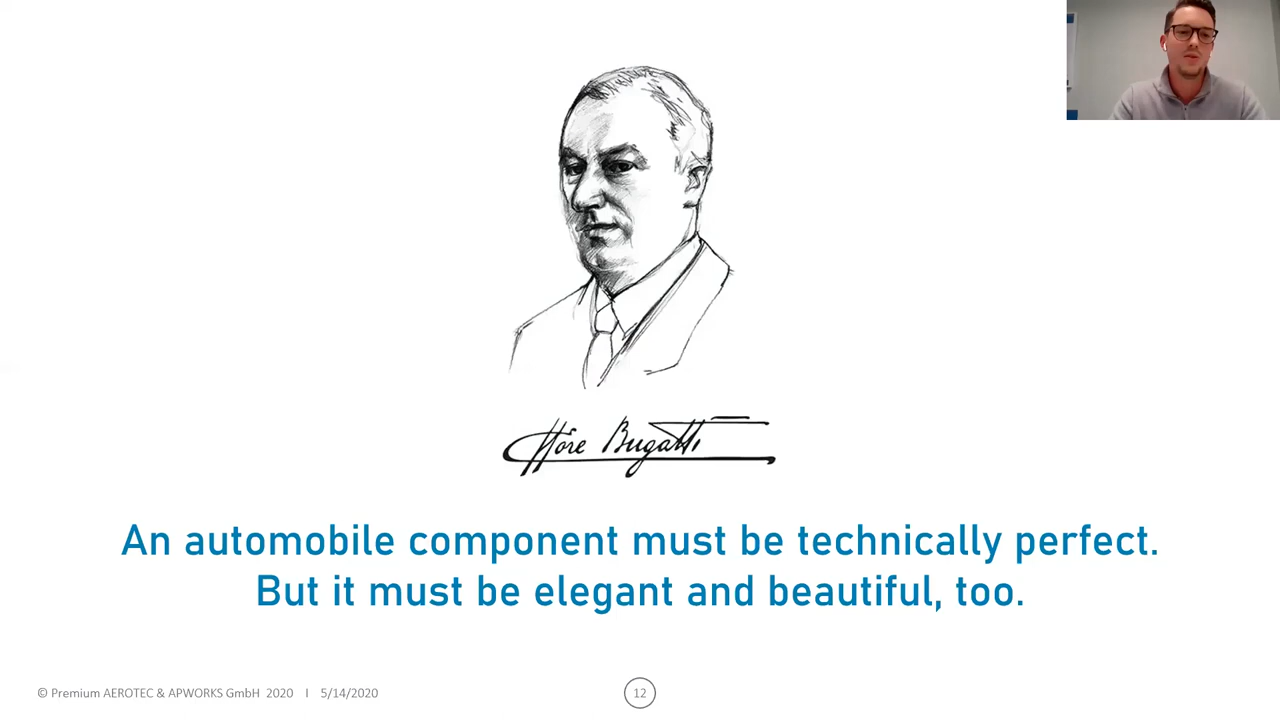 Ettore Bugatti
An automobile component must be technically perfect.
But it must be elegant and beautiful, too.
© Premium AEROTEC & APWORKS GmbH 2020 I 5/14/2020
12